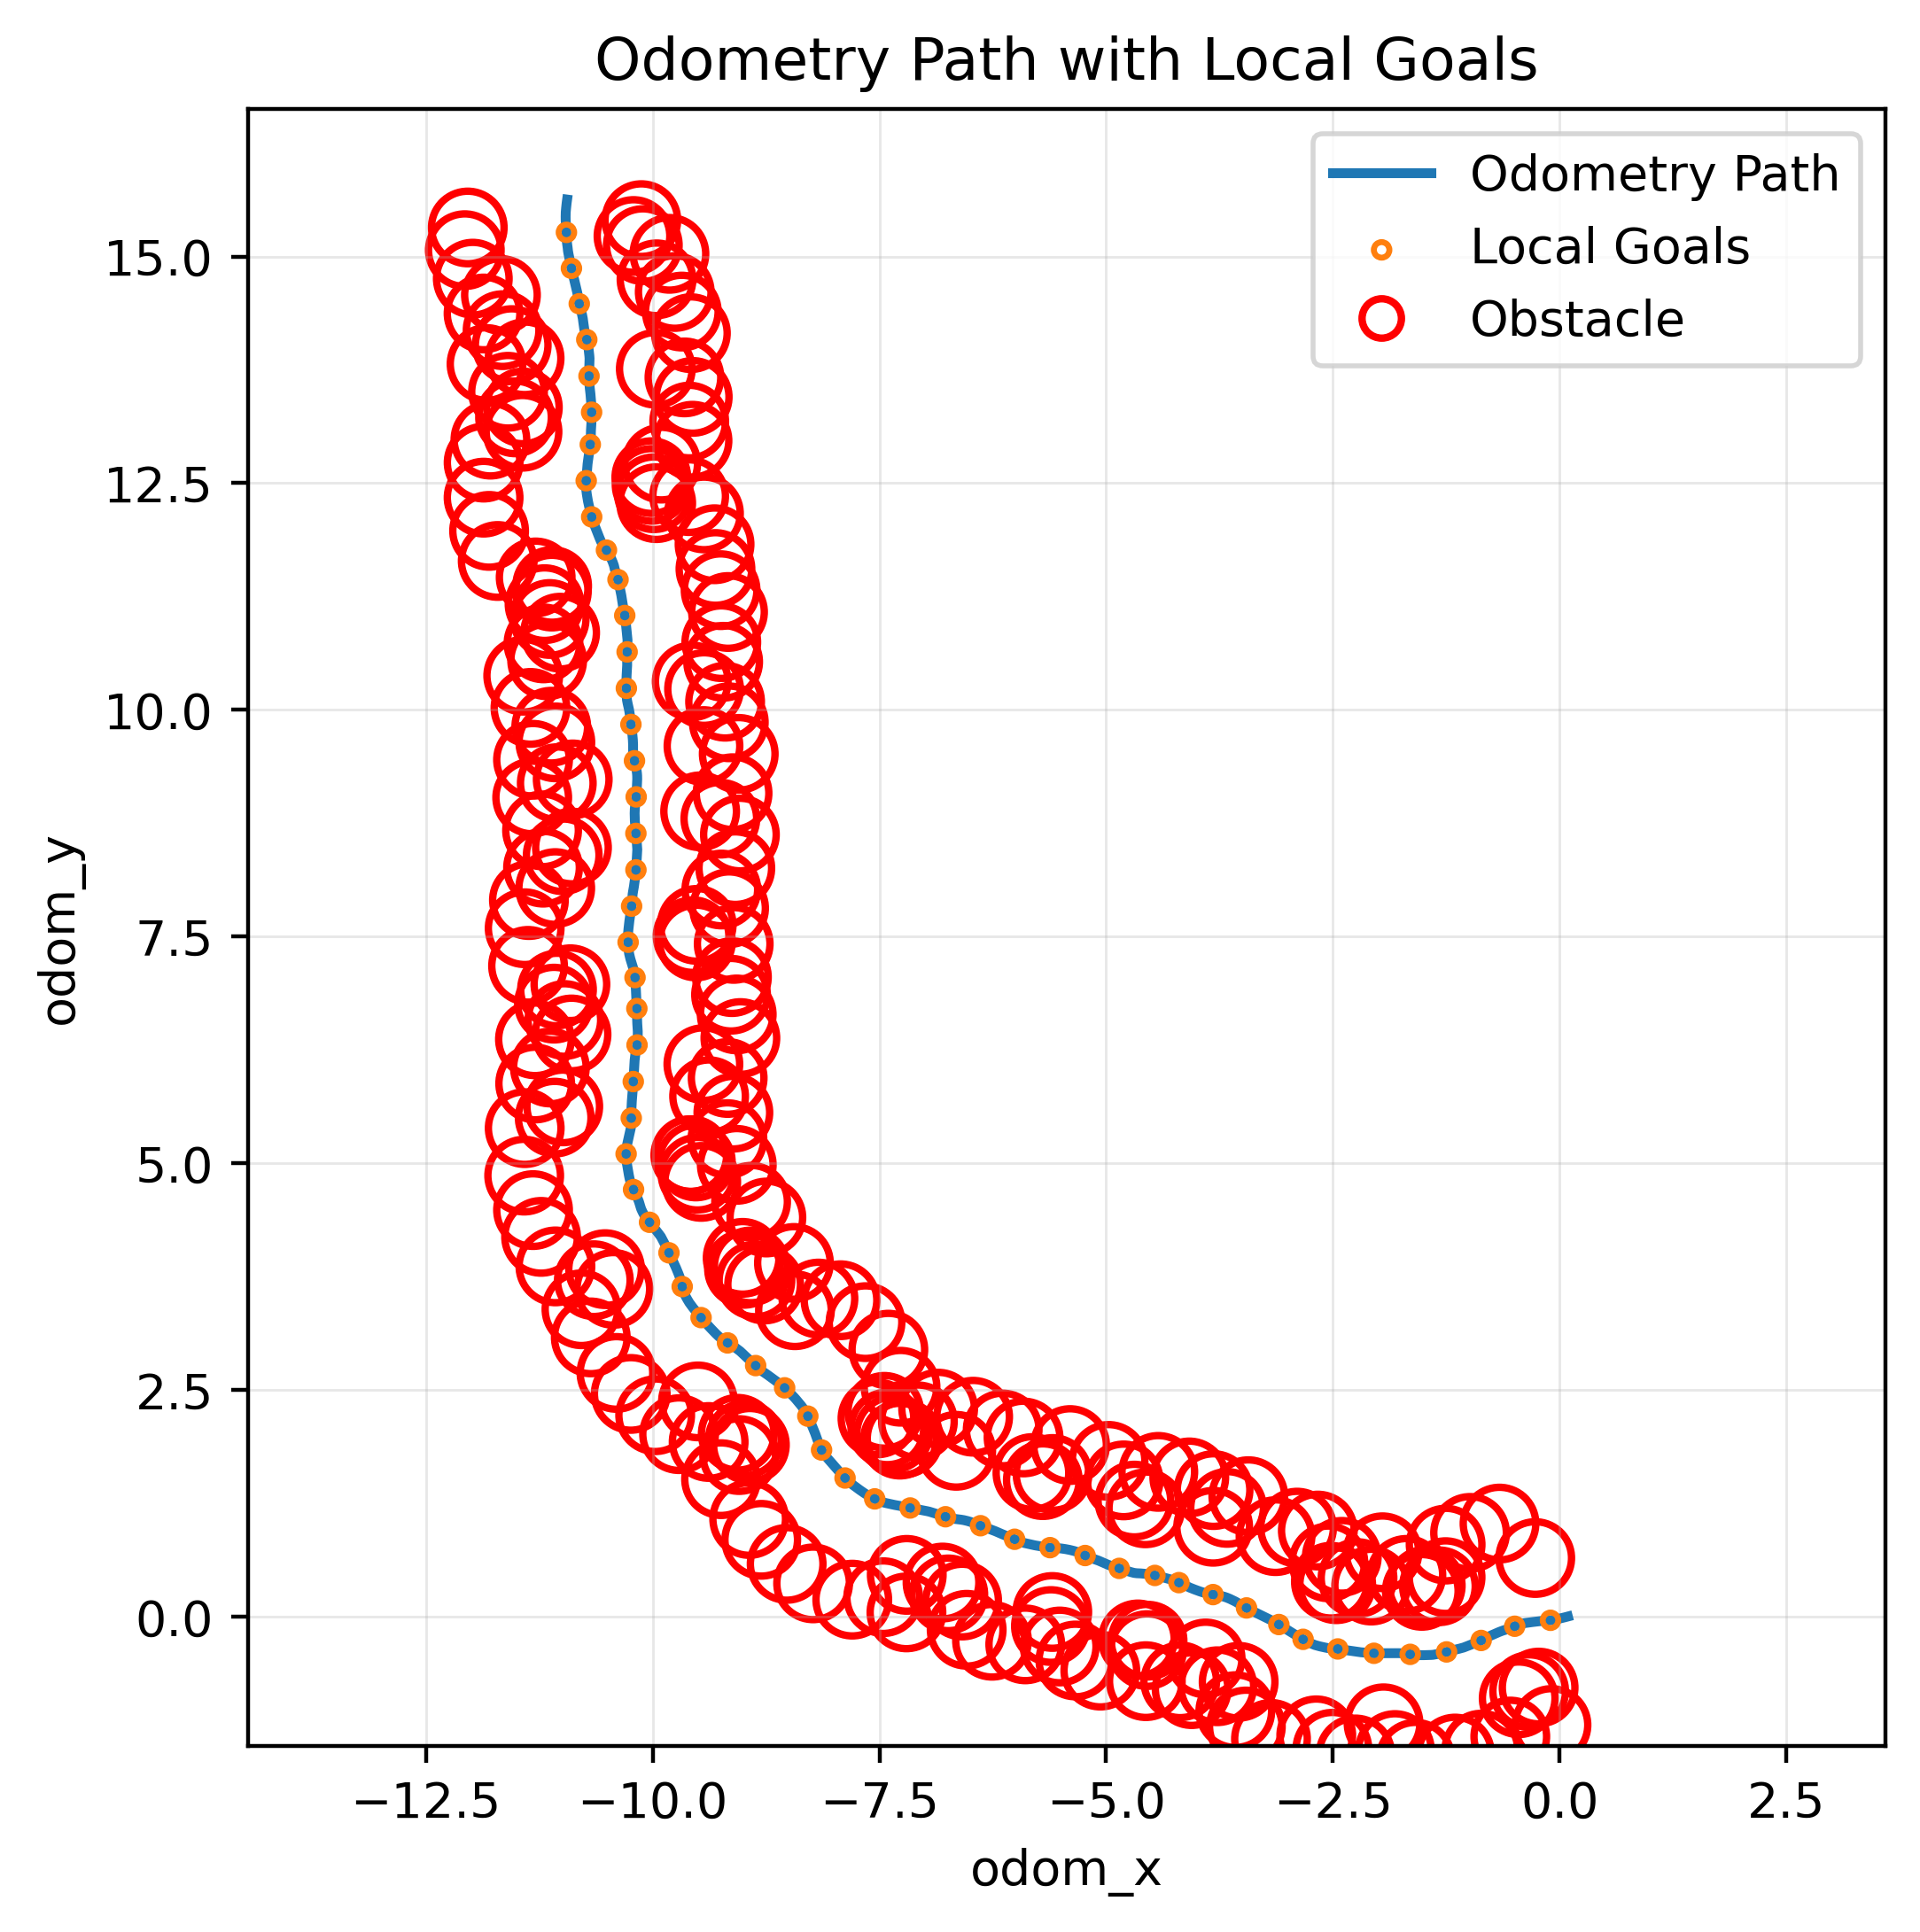 Odometry Path with Local Goals
Odometry Path
Local Goals
Obstacle
15.0
12.5
10.0
7.5
5.0
2.5
0.0
odom_y
−12.5 −10.0 −7.5 −5.0 −2.5 0.0 2.5
odom_x